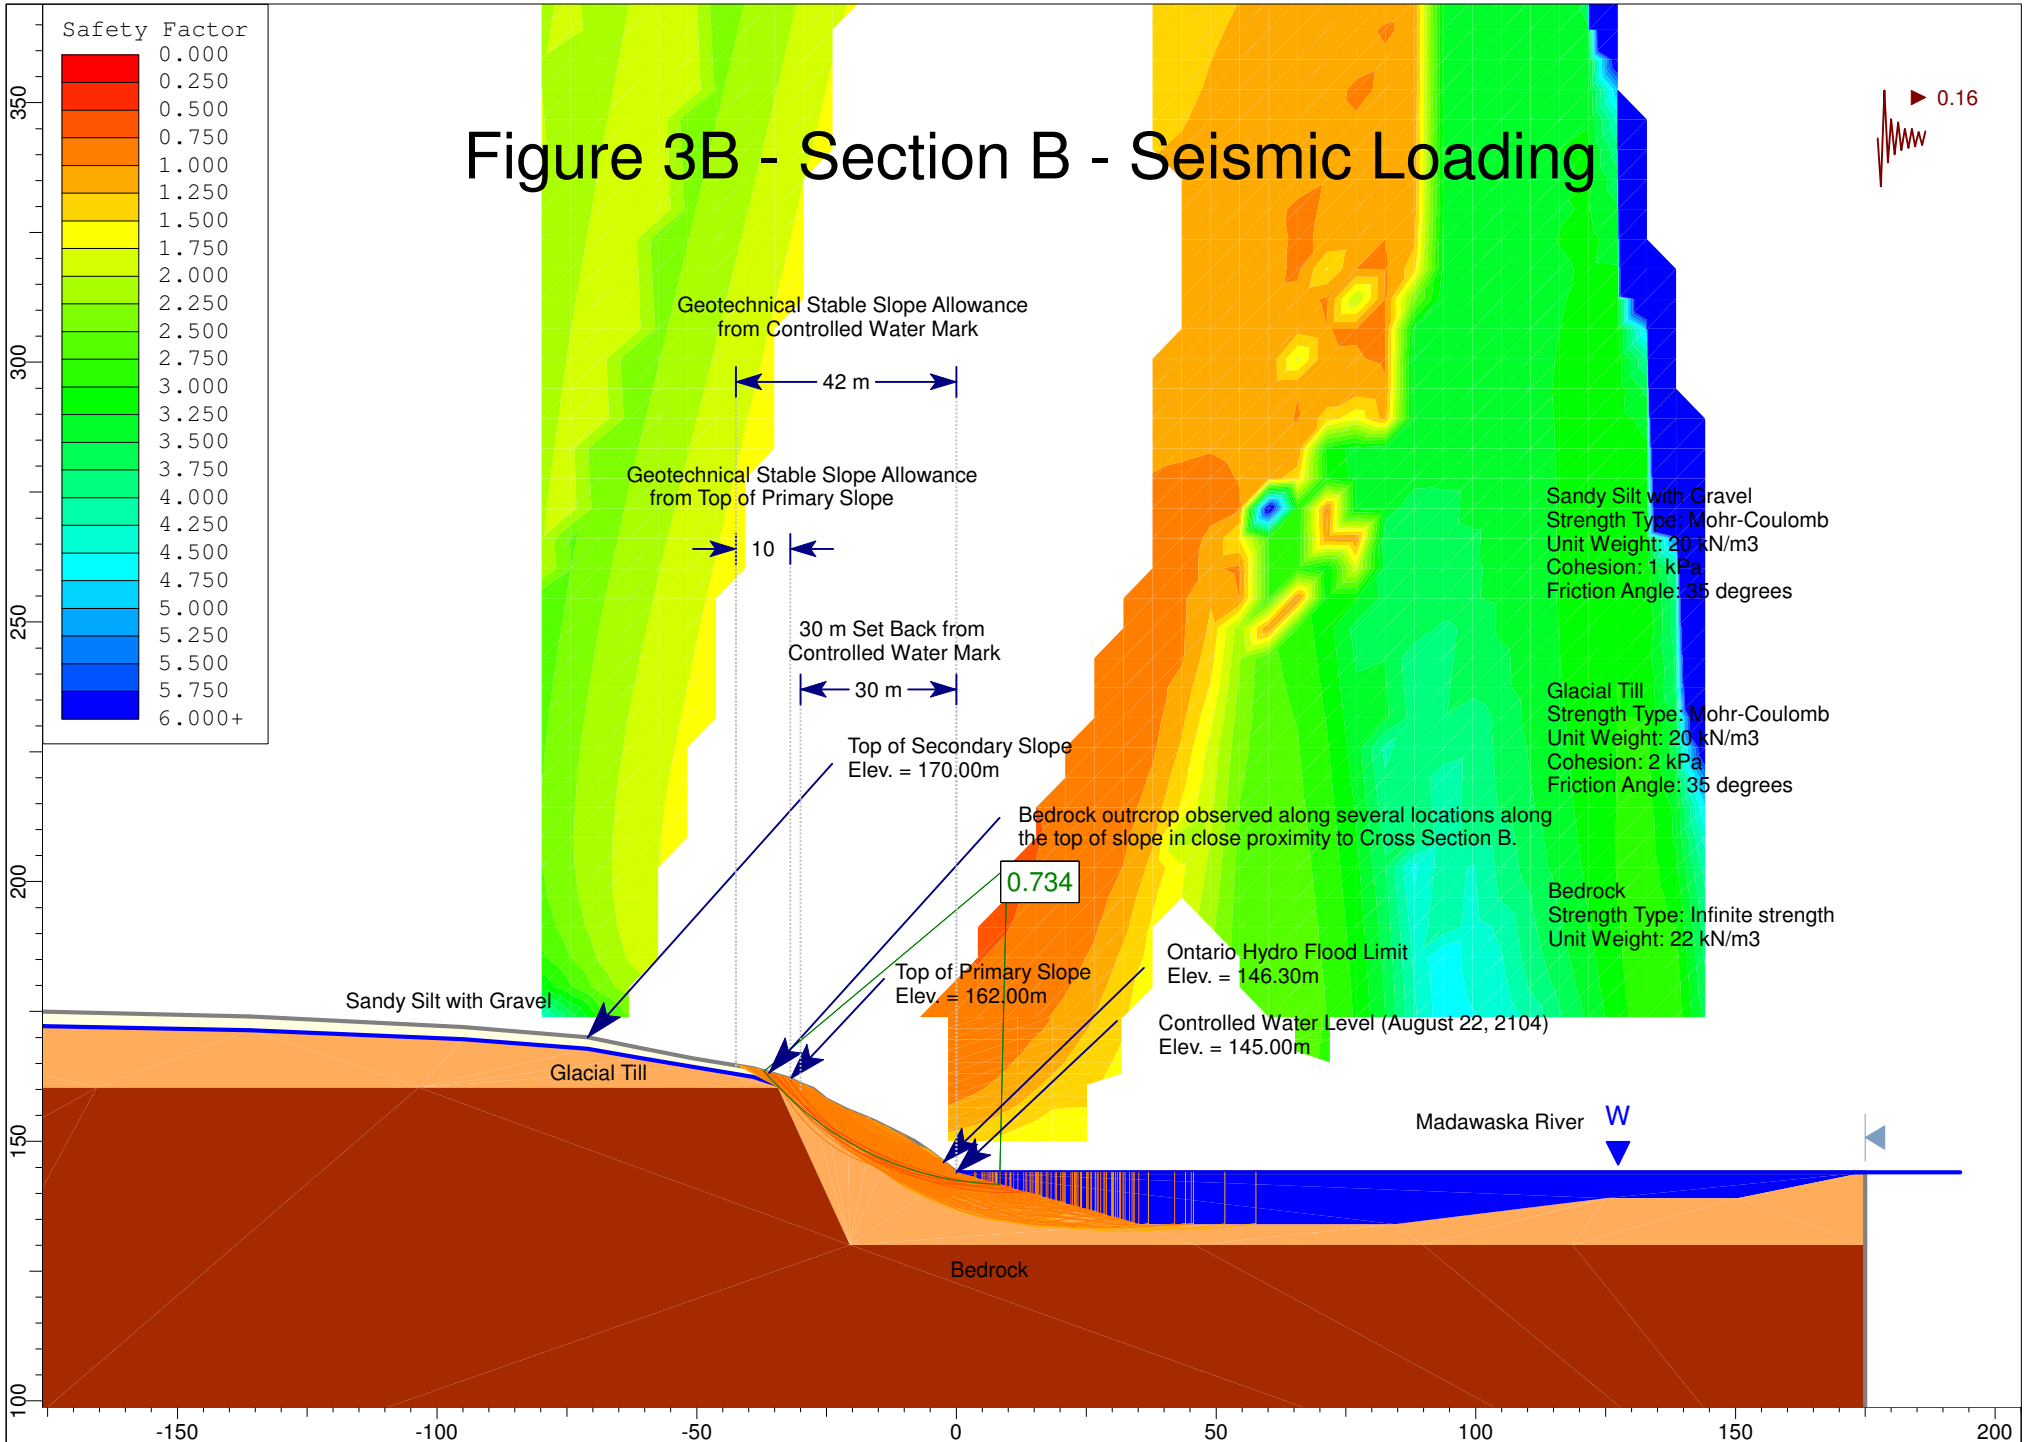 Safety Factor
0.000
0.250
0.500
0.750
1.000
1.250
1.500
1.750
2.000
2.250
2.500
2.750
3.000
3.250
3.500
3.750
4.000
4.250
4.500
4.750
5.000
5.250
5.500
5.750
6.000+
Figure 3B - Section B - Seismic Loading
0.16
Geotechnical Stable Slope Allowance
from Controlled Water Mark
42 m
Geotechnical Stable Slope Allowance
from Top of Primary Slope
10
30 m Set Back from
Controlled Water Mark
30 m
Top of Secondary Slope
Elev. = 170.00m
Bedrock outrcrop observed along several locations along
the top of slope in close proximity to Cross Section B.
0.734
Top of Primary Slope
Elev. = 162.00m
Ontario Hydro Flood Limit
Elev. = 146.30m
Controlled Water Level (August 22, 2104)
Elev. = 145.00m
Sandy Silt with Gravel
Strength Type: Mohr-Coulomb
Unit Weight: 20 kN/m3
Cohesion: 1 kPa
Friction Angle: 35 degrees
Glacial Till
Strength Type: Mohr-Coulomb
Unit Weight: 20 kN/m3
Cohesion: 2 kPa
Friction Angle: 35 degrees
Bedrock
Strength Type: Infinite strength
Unit Weight: 22 kN/m3
Sandy Silt with Gravel
Glacial Till
Madawaska River
W
Bedrock
350
300
250
200
150
100
-150
-100
-50
0
50
100
150
200